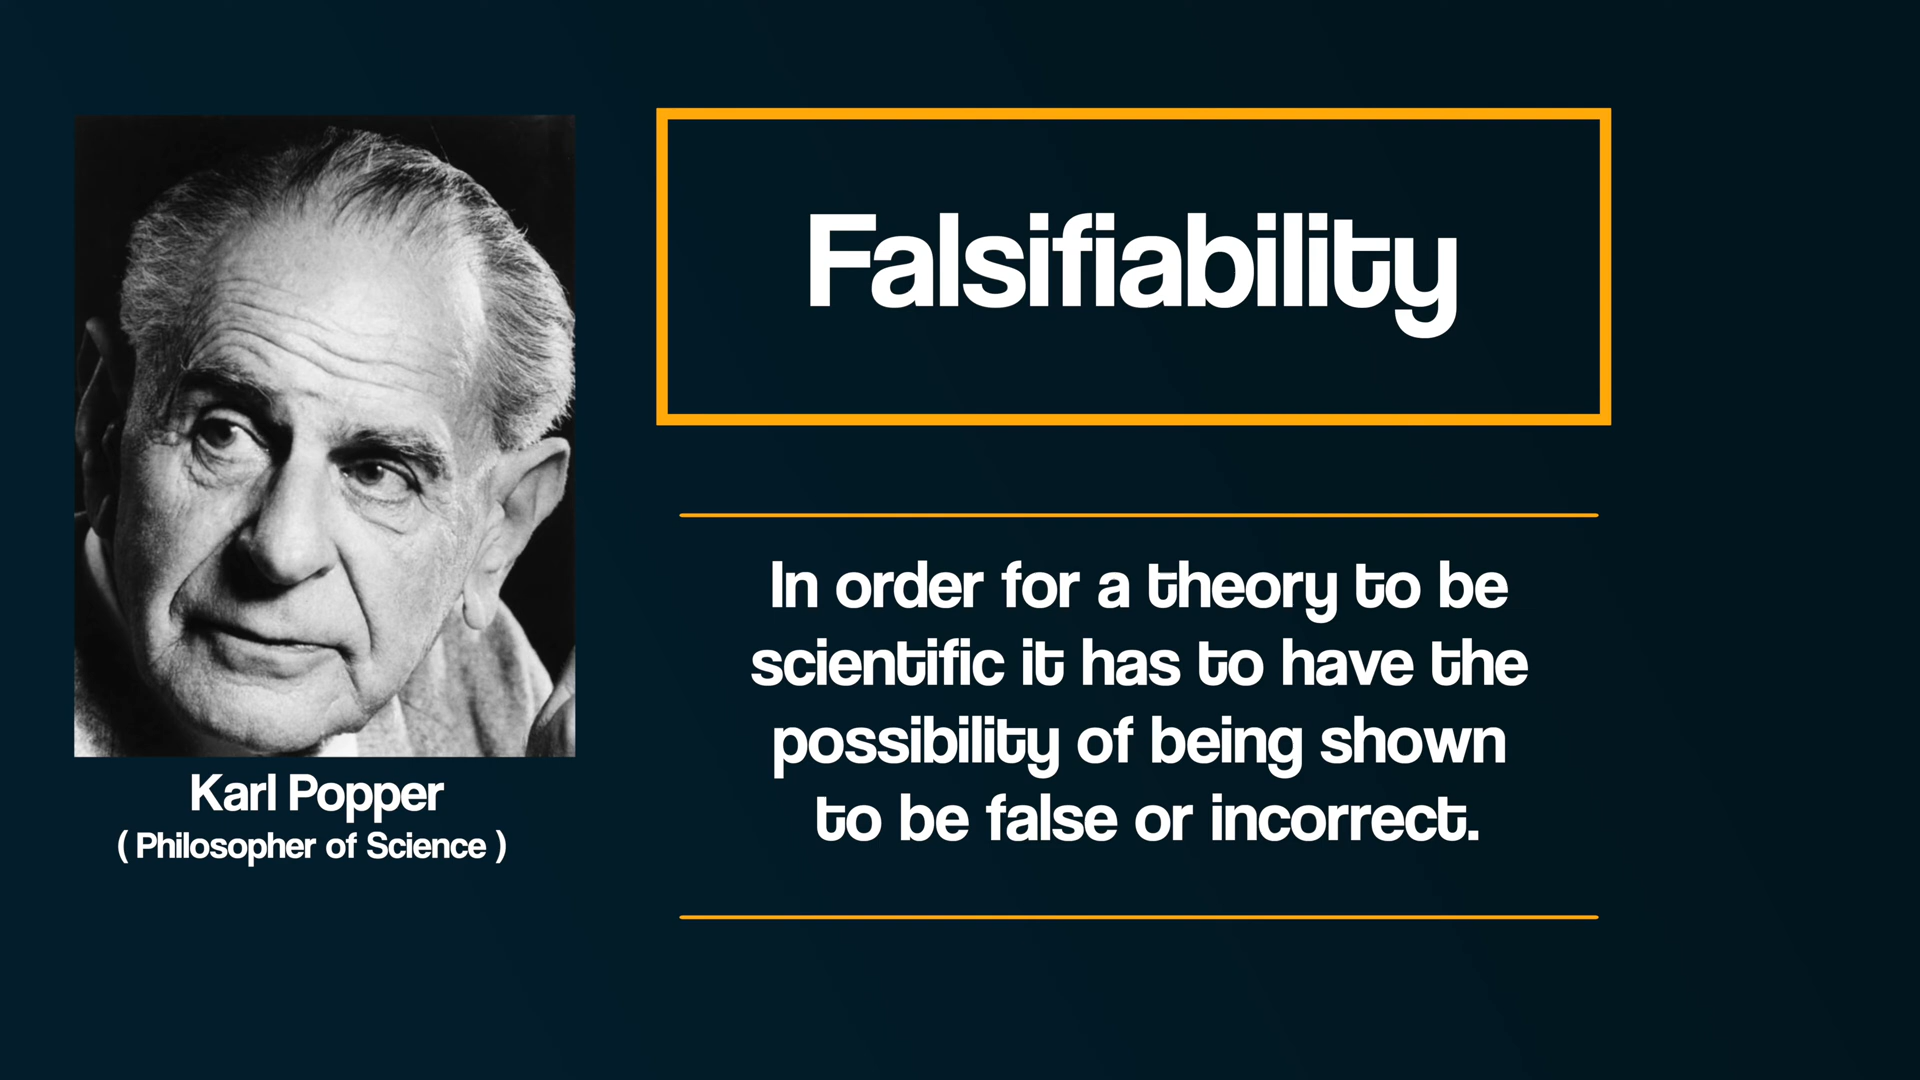 Falsifiability
In order for a theory to be
scientific it has to have the
possibility of being shown
to be false or incorrect.
Karl Popper
( Philosopher of Science )